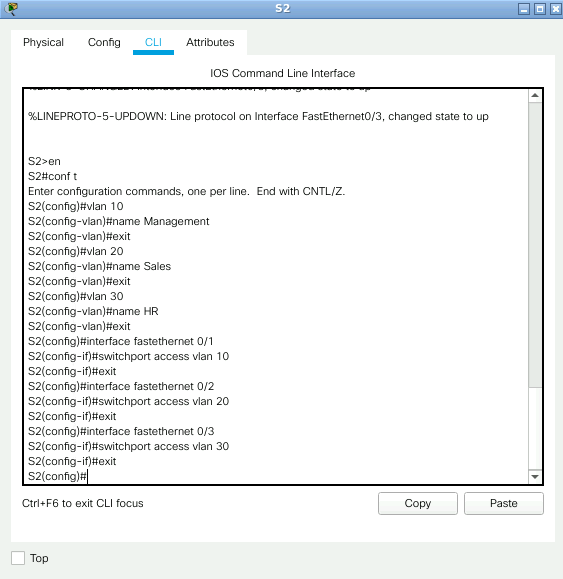 S2
Physical Config CLI Attributes
IOS Command Line Interface
changed state to up
%LINEPROTO-5-UPDOWN: Line protocol on Interface FastEthernet0/3, changed state to up
S2>en
S2#conf t
Enter configuration commands, one per line. End with CNTL/Z.
S2(config)#vlan 10
S2(config-vlan)#name Management
S2(config-vlan)#exit
S2(config)#vlan 20
S2(config-vlan)#name Sales
S2(config-vlan)#exit
S2(config)#vlan 30
S2(config-vlan)#name HR
S2(config-vlan)#exit
S2(config)#interface fastethernet 0/1
S2(config-if)#switchport access vlan 10
S2(config-if)#exit
S2(config)#interface fastethernet 0/2
S2(config-if)#switchport access vlan 20
S2(config-if)#exit
S2(config)#interface fastethernet 0/3
S2(config-if)#switchport access vlan 30
S2(config-if)#exit
S2(config)#
Ctrl+F6 to exit CLI focus Copy Paste
Top